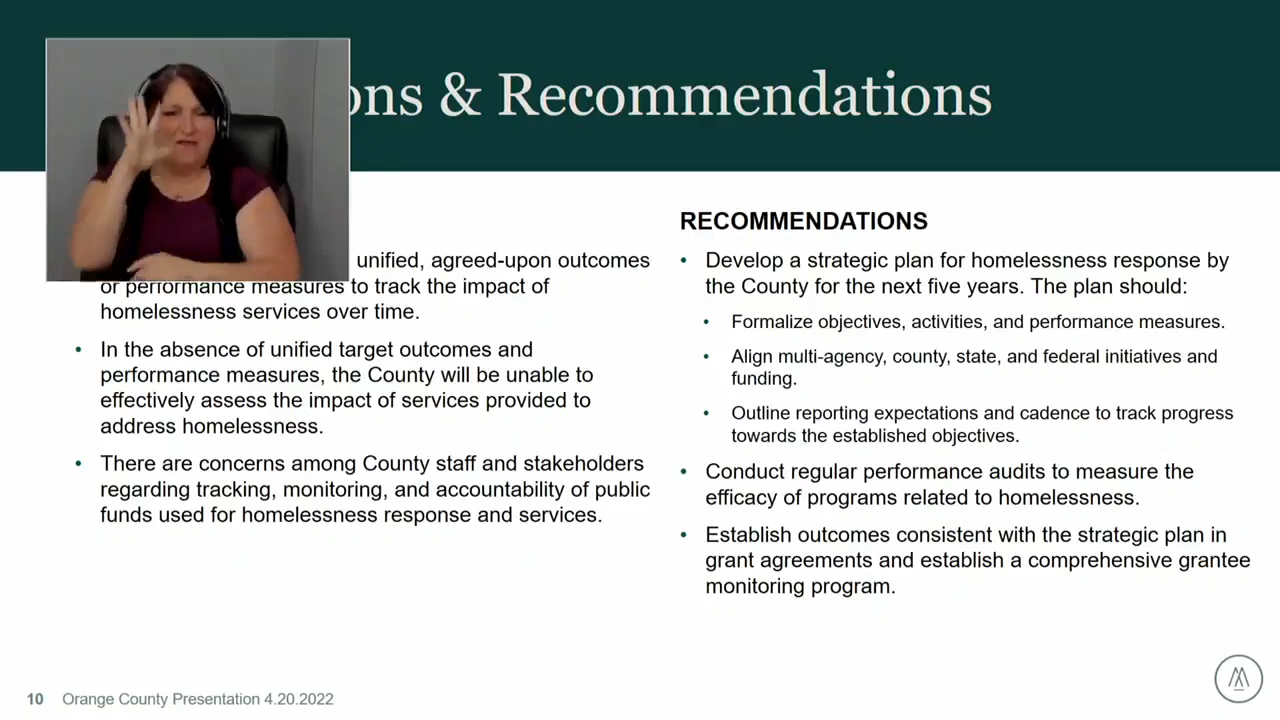 ons & Recommendations
unified, agreed-upon outcomes
or performance measures to track the impact of
homelessness services over time.
• In the absence of unified target outcomes and
performance measures, the County will be unable to
effectively assess the impact of services provided to
address homelessness.
• There are concerns among County staff and stakeholders
regarding tracking, monitoring, and accountability of public
funds used for homelessness response and services.
RECOMMENDATIONS
• Develop a strategic plan for homelessness response by
the County for the next five years. The plan should:
• Formalize objectives, activities, and performance measures.
• Align multi-agency, county, state, and federal initiatives and
funding.
• Outline reporting expectations and cadence to track progress
towards the established objectives.
• Conduct regular performance audits to measure the
efficacy of programs related to homelessness.
• Establish outcomes consistent with the strategic plan in
grant agreements and establish a comprehensive grantee
monitoring program.
10 Orange County Presentation 4.20.2022